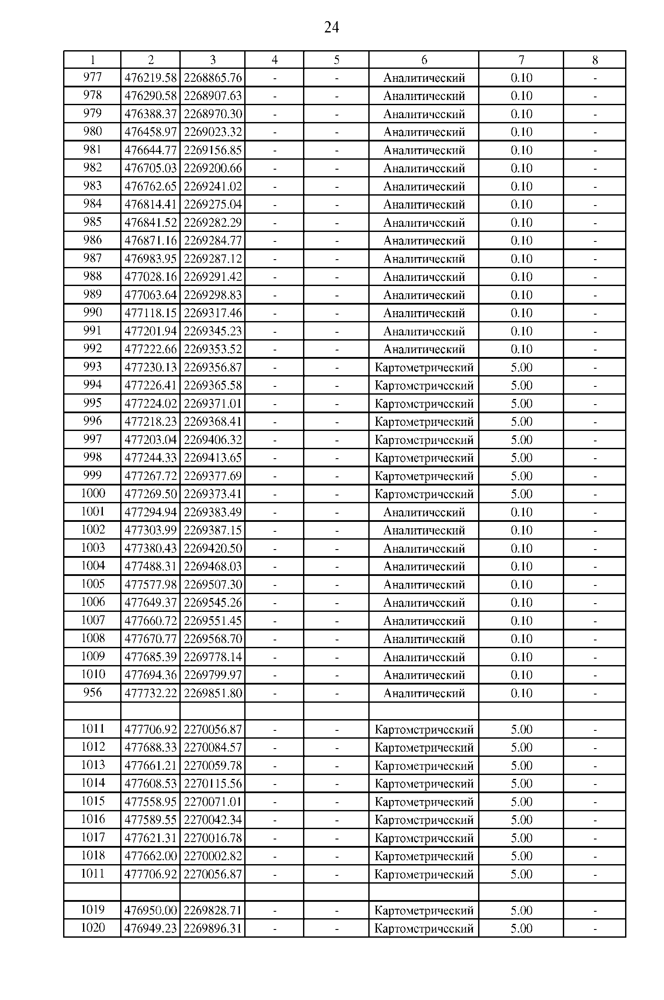 24
1 2 3 4 5 6 7 8
977 476219.58 2268865.76 - - Аналитический 0.10 -
978 476290.58 2268907.63 - - Аналитический 0.10 -
979 476388.37 2268970.30 - - Аналитический 0.10 -
980 476458.97 2269023.32 - - Аналитический 0.10 -
981 476644.77 2269156.85 - - Аналитический 0.10 -
982 476705.03 2269200.66 - - Аналитический 0.10 -
983 476762.65 2269241.02 - - Аналитический 0.10 -
984 476814.41 2269275.04 - - Аналитический 0.10 -
985 476841.52 2269282.29 - - Аналитический 0.10 -
986 476871.16 2269284.77 - - Аналитический 0.10 -
987 476983.95 2269287.12 - - Аналитический 0.10 -
988 477028.16 2269291.42 - - Аналитический 0.10 -
989 477063.64 2269298.83 - - Аналитический 0.10 -
990 477118.15 2269317.46 - - Аналитический 0.10 -
991 477201.94 2269345.23 - - Аналитический 0.10 -
992 477222.66 2269353.52 - - Аналитический 0.10 -
993 477230.13 2269356.87 - - Картометрический 5.00 -
994 477226.41 2269365.58 - - Картометрический 5.00 -
995 477224.02 2269371.01 - - Картометрический 5.00 -
996 477218.23 2269368.41 - - Картометрический 5.00 -
997 477203.04 2269406.32 - - Картометрический 5.00 -
998 477244.33 2269413.65 - - Картометрический 5.00 -
999 477267.72 2269377.69 - - Картометрический 5.00 -
1000 477269.50 2269373.41 - - Картометрический 5.00 -
1001 477294.94 2269383.49 - - Аналитический 0.10 -
1002 477303.99 2269387.15 - - Аналитический 0.10 -
1003 477380.43 2269420.50 - - Аналитический 0.10 -
1004 477488.31 2269468.03 - - Аналитический 0.10 -
1005 477577.98 2269507.30 - - Аналитический 0.10 -
1006 477649.37 2269545.26 - - Аналитический 0.10 -
1007 477660.72 2269551.45 - - Аналитический 0.10 -
1008 477670.77 2269568.70 - - Аналитический 0.10 -
1009 477685.39 2269778.14 - - Аналитический 0.10 -
1010 477694.36 2269799.97 - - Аналитический 0.10 -
956 477732.22 2269851.80 - - Аналитический 0.10 -
1011 477706.92 2270056.87 - - Картометрический 5.00 -
1012 477688.33 2270084.57 - - Картометрический 5.00 -
1013 477661.21 2270059.78 - - Картометрический 5.00 -
1014 477608.53 2270115.56 - - Картометрический 5.00 -
1015 477558.95 2270071.01 - - Картометрический 5.00 -
1016 477589.55 2270042.34 - - Картометрический 5.00 -
1017 477621.31 2270016.78 - - Картометрический 5.00 -
1018 477662.00 2270002.82 - - Картометрический 5.00 -
1011 477706.92 2270056.87 - - Картометрический 5.00 -
1019 476950.00 2269828.71 - - Картометрический 5.00 -
1020 476949.23 2269896.31 - - Картометрический 5.00 -